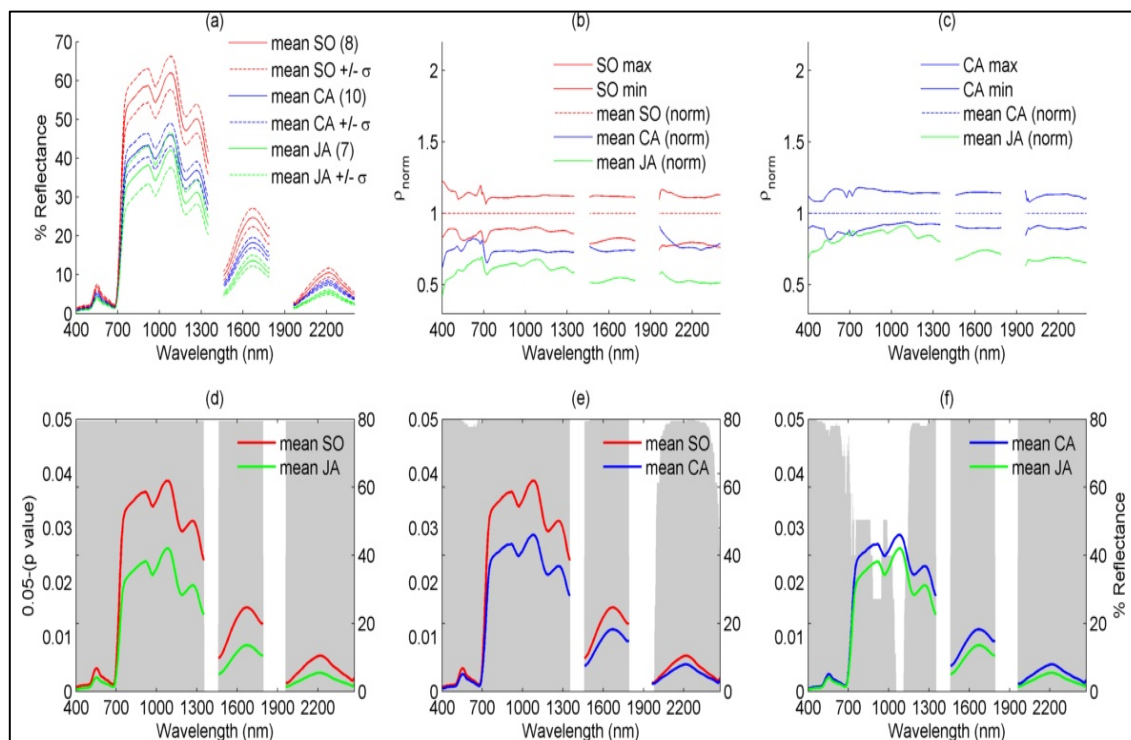 (a)
70
60
50
40
30
20
10
0
% Reflectance
mean SO (8)
mean SO +/- σ
mean CA (10)
mean CA +/- σ
mean JA (7)
mean JA +/- σ
400 700 1000 1300 1600 1900 2200
Wavelength (nm)
(b)
2
1.5
1
0.5
ρnorm
SO max
SO min
mean SO (norm)
mean CA (norm)
mean JA (norm)
400 700 1000 1300 1600 1900 2200
Wavelength (nm)
(c)
2
1.5
1
0.5
ρnorm
CA max
CA min
mean CA (norm)
mean JA (norm)
400 700 1000 1300 1600 1900 2200
Wavelength (nm)
(d)
0.05
0.04
0.03
0.02
0.01
0
0.05-(p value)
mean SO
mean JA
80
60
40
20
0
400 700 1000 1300 1600 1900 2200
Wavelength (nm)
(e)
0.05
0.04
0.03
0.02
0.01
0
mean SO
mean CA
80
60
40
20
0
400 700 1000 1300 1600 1900 2200
Wavelength (nm)
(f)
0.05
0.04
0.03
0.02
0.01
0
mean CA
mean JA
80
60
40
20
0
% Reflectance
400 700 1000 1300 1600 1900 2200
Wavelength (nm)